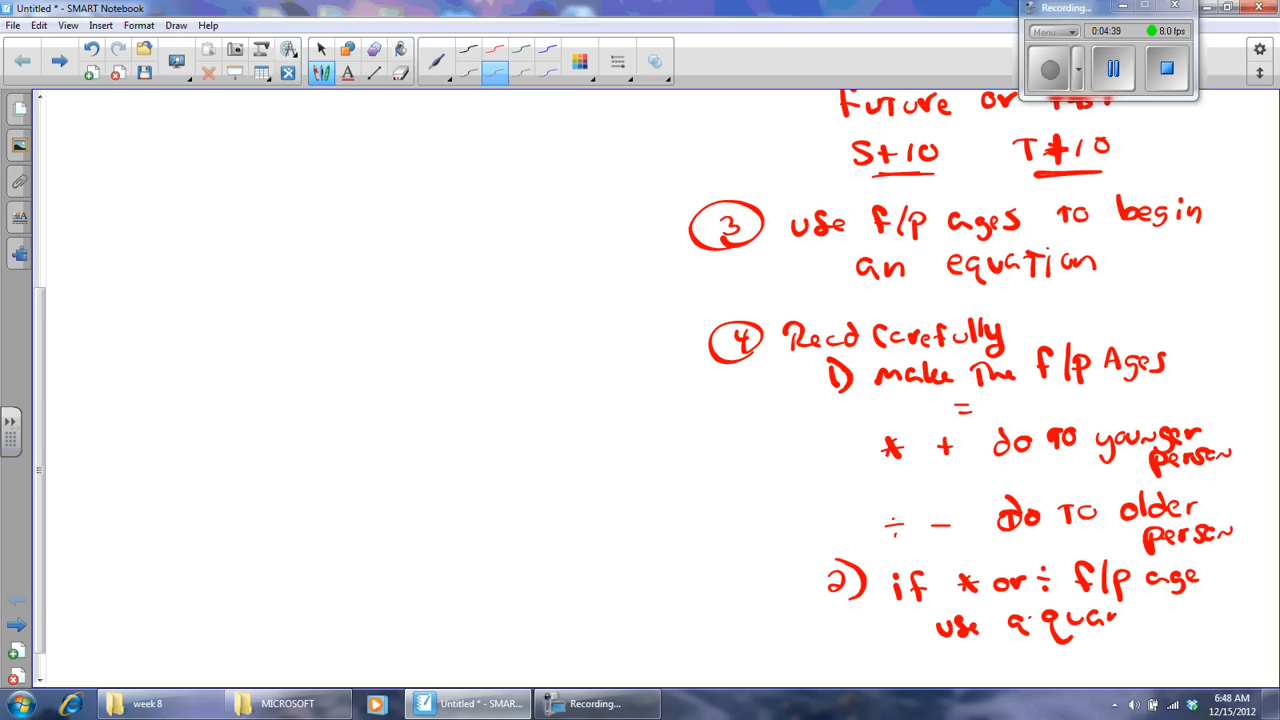 Untitled * - SMART Notebook
File Edit View Insert Format Draw Help
Recording...
Menu 0:04:39 8.0 fps
Future or
S+10 T+10
3 use f/p ages to begin
an equation
4 Read Carefully
1) make The f/p Ages
=
* + do to younger
person
÷ - Do To older
person
2) if * or ÷ f/p age
use a quar
week 8 MICROSOFT Untitled * - SMART... Recording... 6:48 AM
12/15/2012